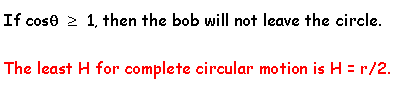 If cosθ ≥ 1, then the bob will not leave the circle.
The least H for complete circular motion is H = r/2.